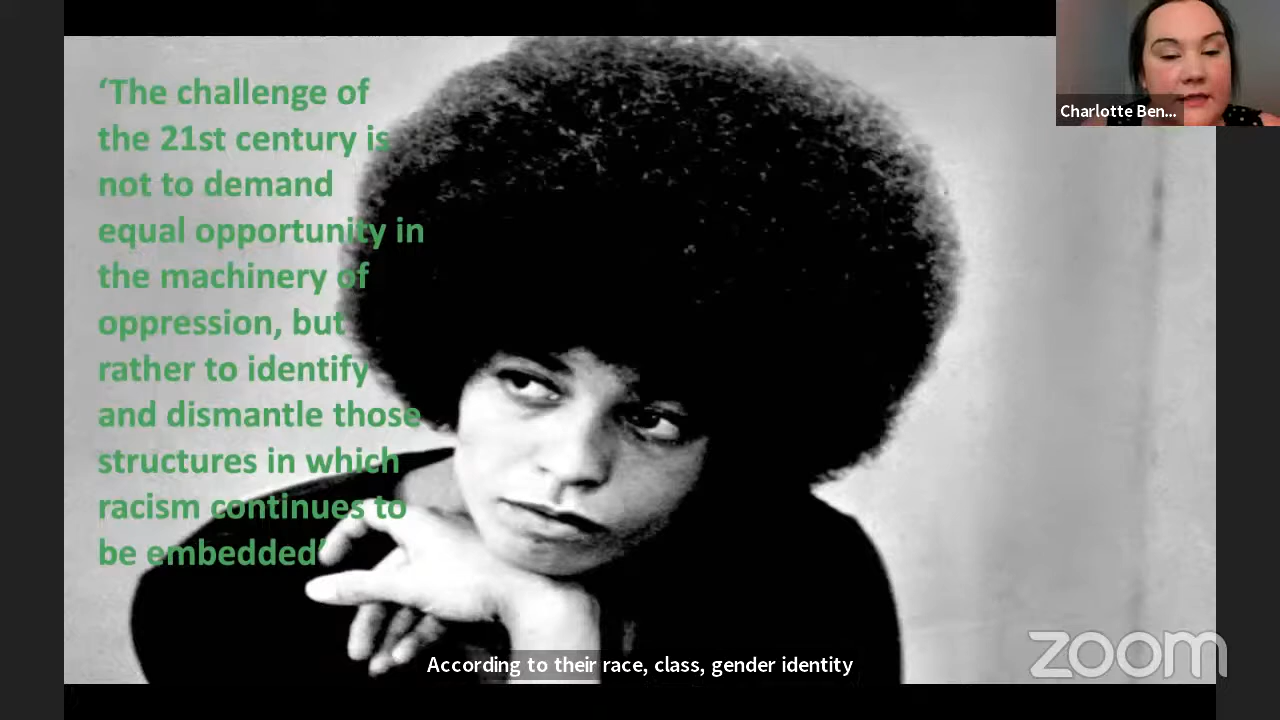 ‘The challenge of
the 21st century is
not to demand
equal opportunity in
the machinery of
oppression, but
rather to identify
and dismantle those
structures in which
racism continues to
be embedded’
Charlotte Ben...
According to their race, class, gender identity
zoom